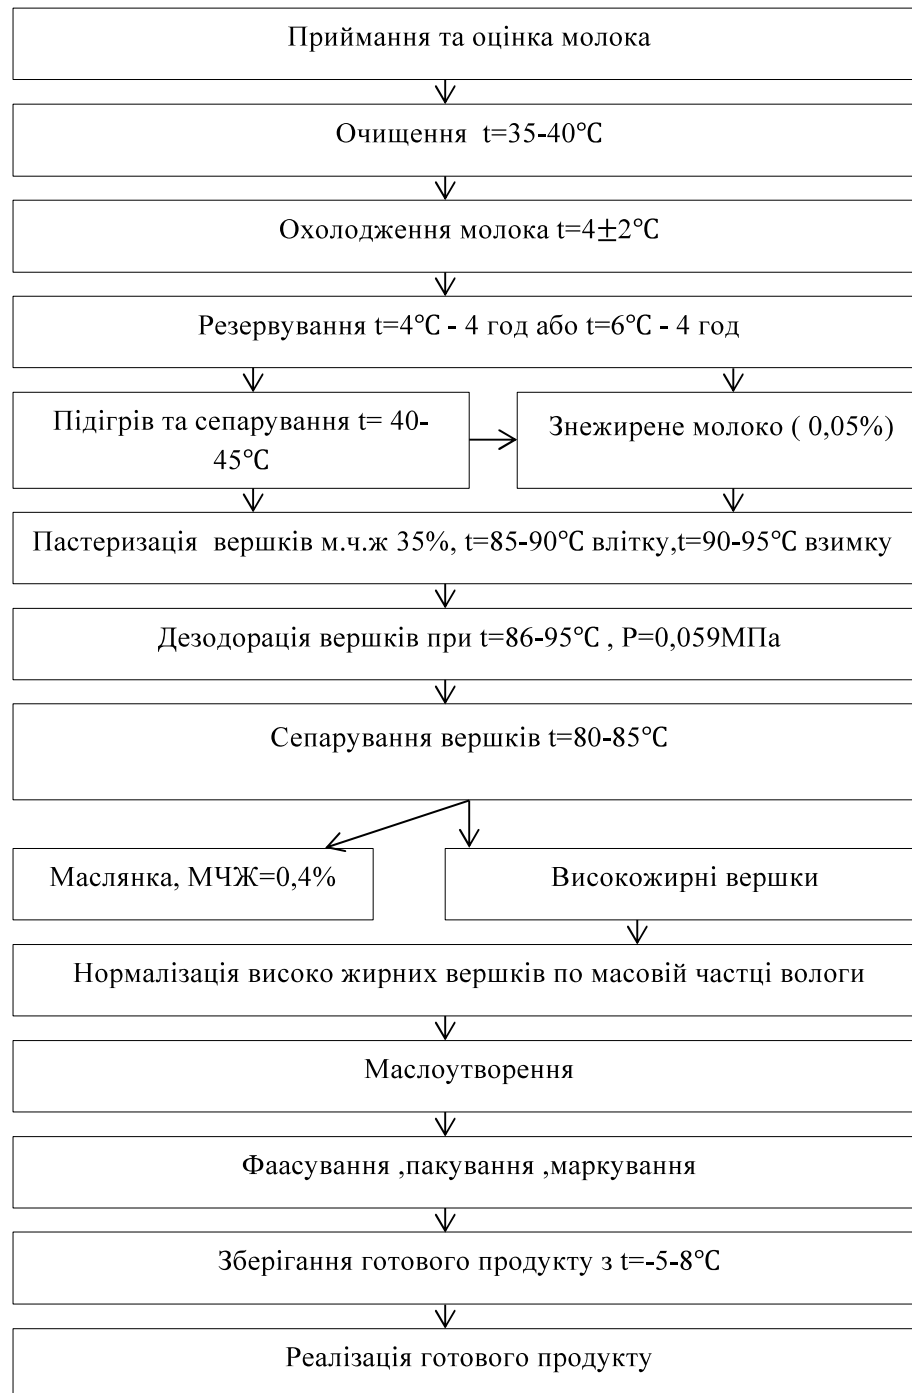 Приймання та оцінка молока
Очищення t=35-40℃
Охолодження молока t=4±2℃
Резервування t=4℃ - 4 год або t=6℃ - 4 год
Підігрів та сепарування t= 40-
45℃
Знежирене молоко ( 0,05%)
Пастеризація вершків м.ч.ж 35%, t=85-90℃ влітку,t=90-95℃ взимку
Дезодорація вершків при t=86-95℃ , Р=0,059МПа
Сепарування вершків t=80-85℃
Маслянка, МЧЖ=0,4%
Високожирні вершки
Нормалізація високо жирних вершків по масовій частці вологи
Маслоутворення
Фаасування ,пакування ,маркування
Зберігання готового продукту з t=-5-8℃
Реалізація готового продукту